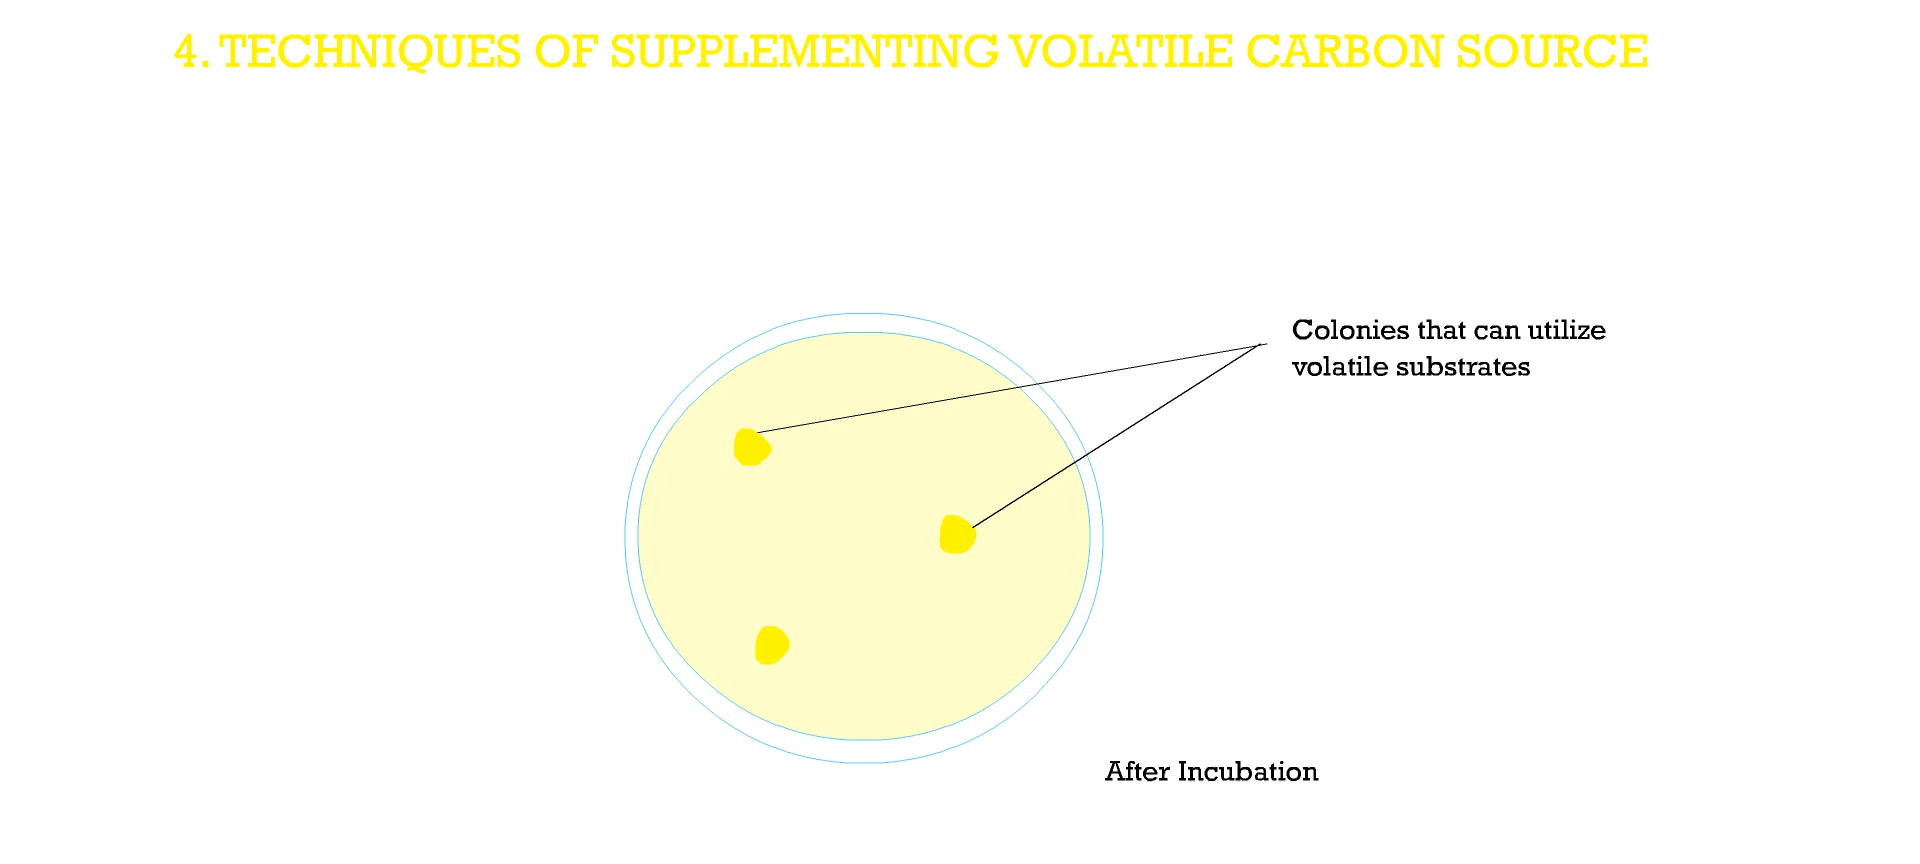 4. TECHNIQUES OF SUPPLEMENTING VOLATILE CARBON SOURCE
Colonies that can utilize
volatile substrates
After Incubation